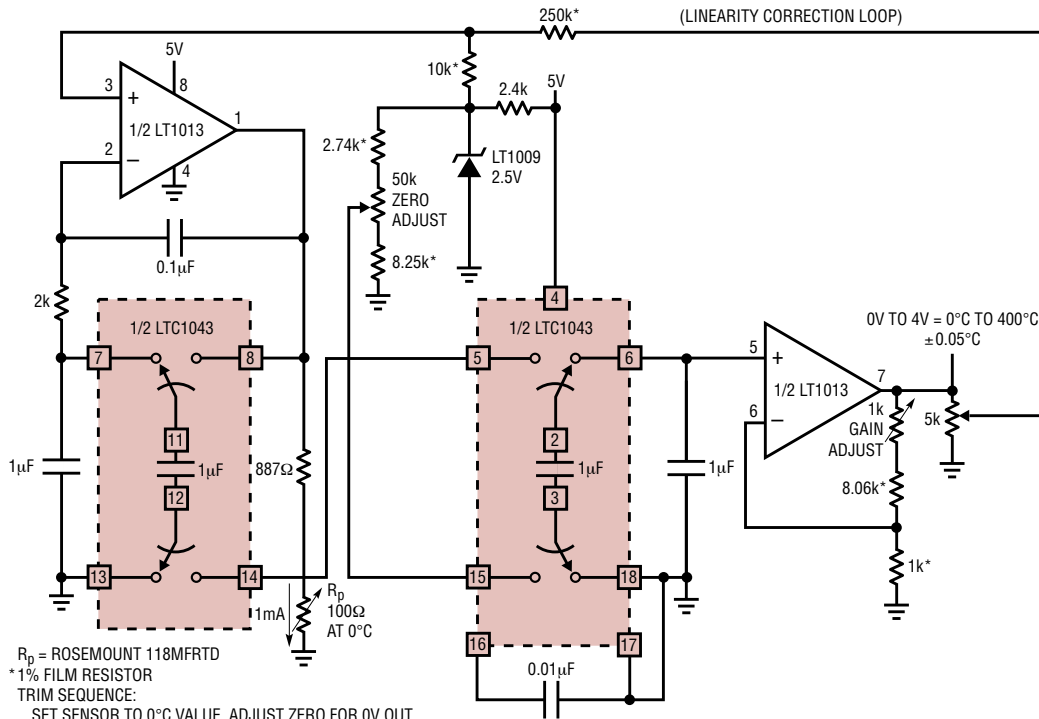 250k*
(LINEARITY CORRECTION LOOP)
5V
3
+
8
10k*
2.4k
5V
1/2 LT1013
1
2
−
4
2.74k*
LT1009
2.5V
50k
ZERO
ADJUST
0.1µF
8.25k*
2k
4
1/2 LTC1043
1/2 LTC1043
0V TO 4V = 0°C TO 400°C
±0.05°C
7
8
5
6
5
+
7
1/2 LT1013
6
−
1k
GAIN
ADJUST
5k
11
2
1µF
1µF
887Ω
1µF
1µF
12
3
8.06k*
13
14
15
18
1k*
1mA
Rp
100Ω
AT 0°C
16
17
0.01µF
Rp = ROSEMOUNT 118MFRTD
* 1% FILM RESISTOR
TRIM SEQUENCE:
SET SENSOR TO 0°C VALUE. ADJUST ZERO FOR 0V OUT